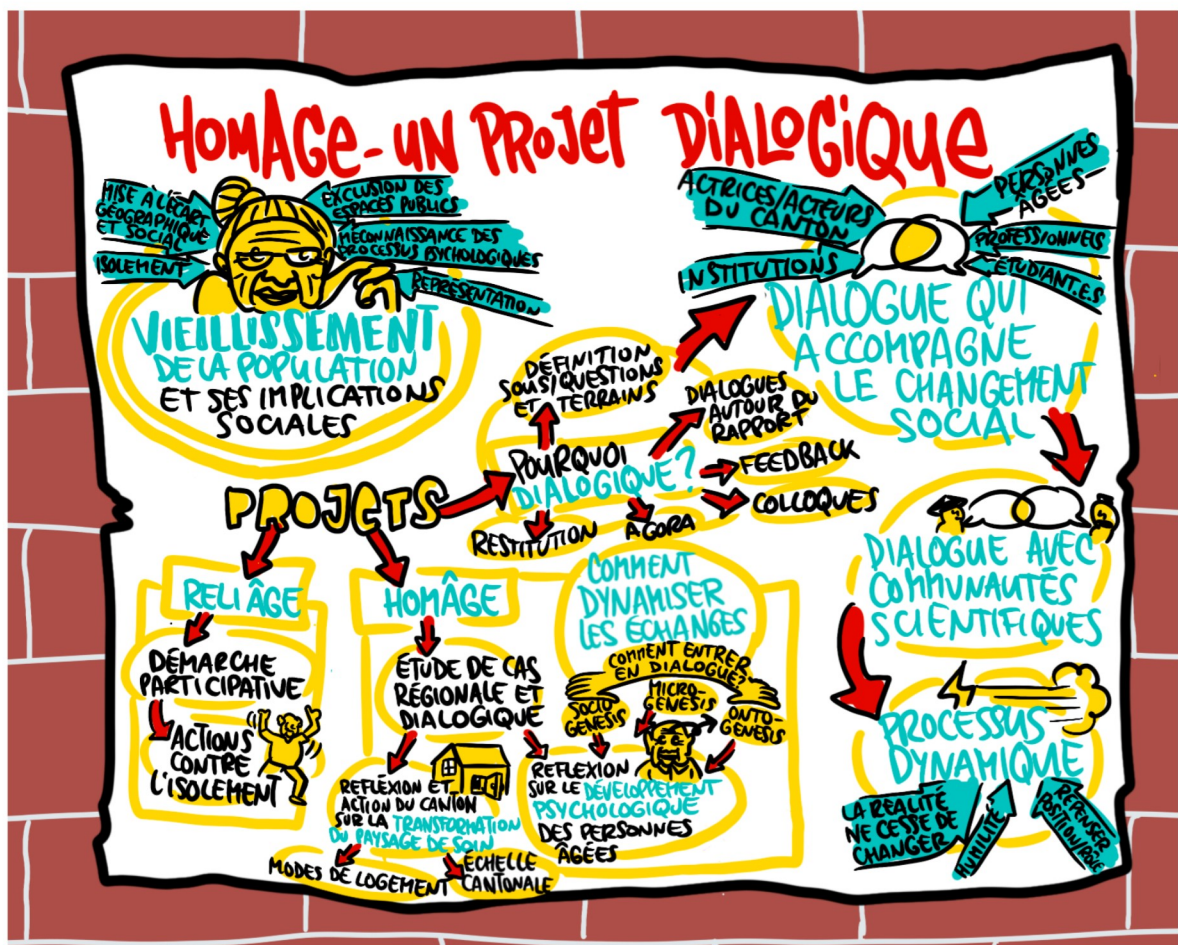 HOMAGE - UN PROJET DIALOGIQUE
MISE À L'ÉCART
GÉOGRAPHIQUE
ET SOCIAL
ISOLEMENT
EXCLUSION DES
ESPACES PUBLICS
MÉCONNAISSANCE DES
PROCESSUS PSYCHOLOGIQUES
REPRÉSENTATION
VIEILLISSEMENT
DE LA POPULATION
ET SES IMPLICATIONS
SOCIALES
ACTRICES/ACTEURS
DU CANTON
INSTITUTIONS
PERSONNES
ÂGÉES
PROFESSIONNELS
ÉTUDIANT.E.S
DIALOGUE QUI
ACCOMPAGNE
LE CHANGEMENT
SOCIAL
DÉFINITION
SOUS/QUESTIONS
ET TERRAINS
DIALOGUES
AUTOUR DU
RAPPORT
POURQUOI
DIALOGIQUE ?
FEEDBACK
COLLOQUES
AGORA
RESTITUTION
PROJETS
RELIÂGE
DÉMARCHE
PARTICIPATIVE
ACTIONS
CONTRE
L'ISOLEMENT
HOMÂGE
ÉTUDE DE CAS
RÉGIONALE ET
DIALOGIQUE
REFLÉXION ET
ACTION DU CANTON
SUR LA TRANSFORMATION
DU PAYSAGE DE SOIN
MODES DE LOGEMENT
ÉCHELLE
CANTONALE
COMMENT
DYNAMISER
LES ÉCHANGES
COMMENT ENTRER
EN DIALOGUE?
SOCIO
GENESIS
MICRO-
GENESIS
ONTO-
GENESIS
REFLEXION
SUR LE DÉVELOPPEMENT
PSYCHOLOGIQUE
DES PERSONNES
ÂGÉES
DIALOGUE AVEC
COMMUNAUTÉS
SCIENTIFIQUES
PROCESSUS
DYNAMIQUE
LA RÉALITÉ
NE CESSE DE
CHANGER
HUMILITÉ
REPENSER
POSITION/RÔLE